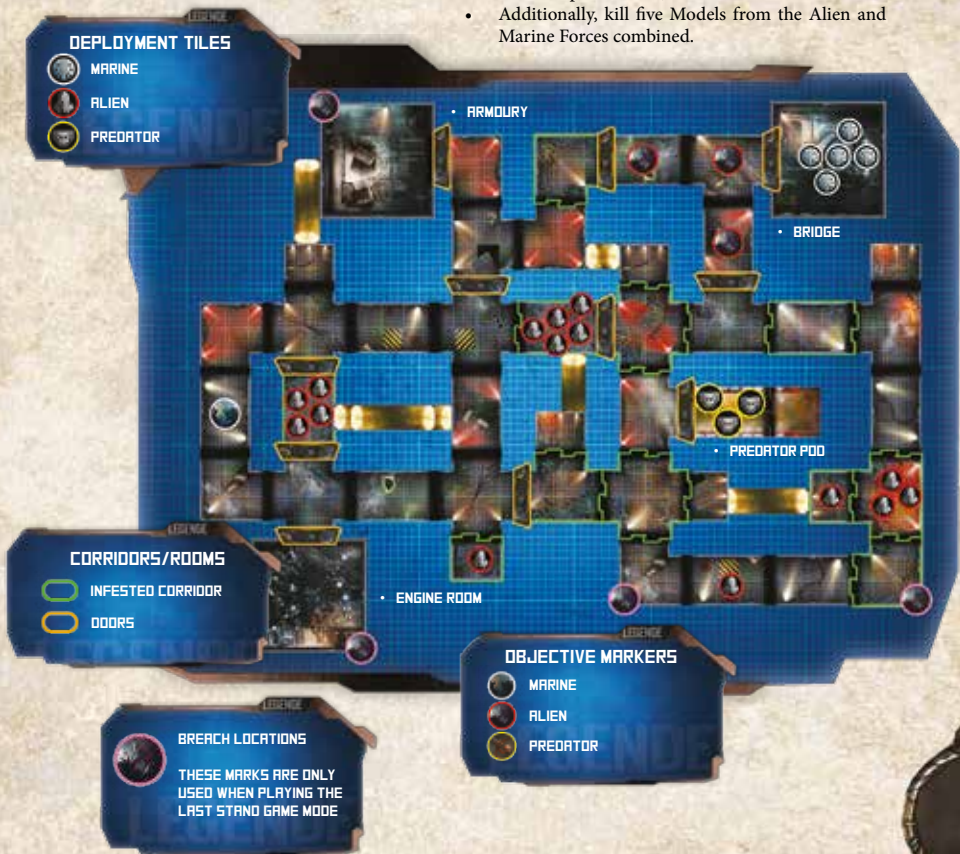 • Additionally, kill five Models from the Alien and
Marine Forces combined.
LEGENDE
DEPLOYMENT TILES
MARINE
ALIEN
PREDATOR
• ARMOURY
• BRIDGE
• PREDATOR POD
LEGENDE
CORRIDORS/ROOMS
INFESTED CORRIDOR
DOORS
• ENGINE ROOM
LEGENDE
OBJECTIVE MARKERS
MARINE
ALIEN
PREDATOR
LEGENDE
BREACH LOCATIONS
THESE MARKS ARE ONLY
USED WHEN PLAYING THE
LAST STAND GAME MODE